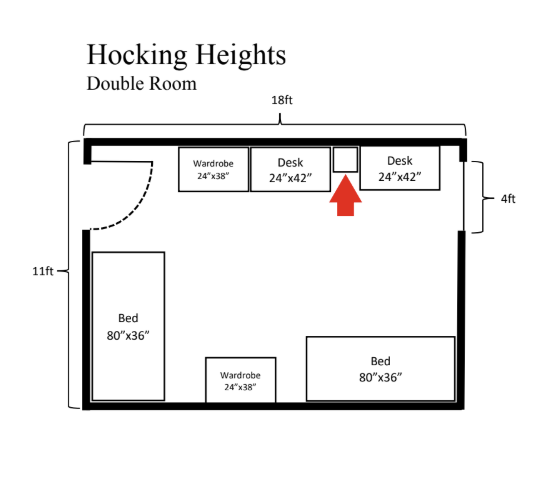 Hocking Heights
Double Room
18ft
Wardrobe
24”x38”
Desk
24”x42”
Desk
24”x42”
4ft
11ft
Bed
80”x36”
Bed
80”x36”
Wardrobe
24”x38”